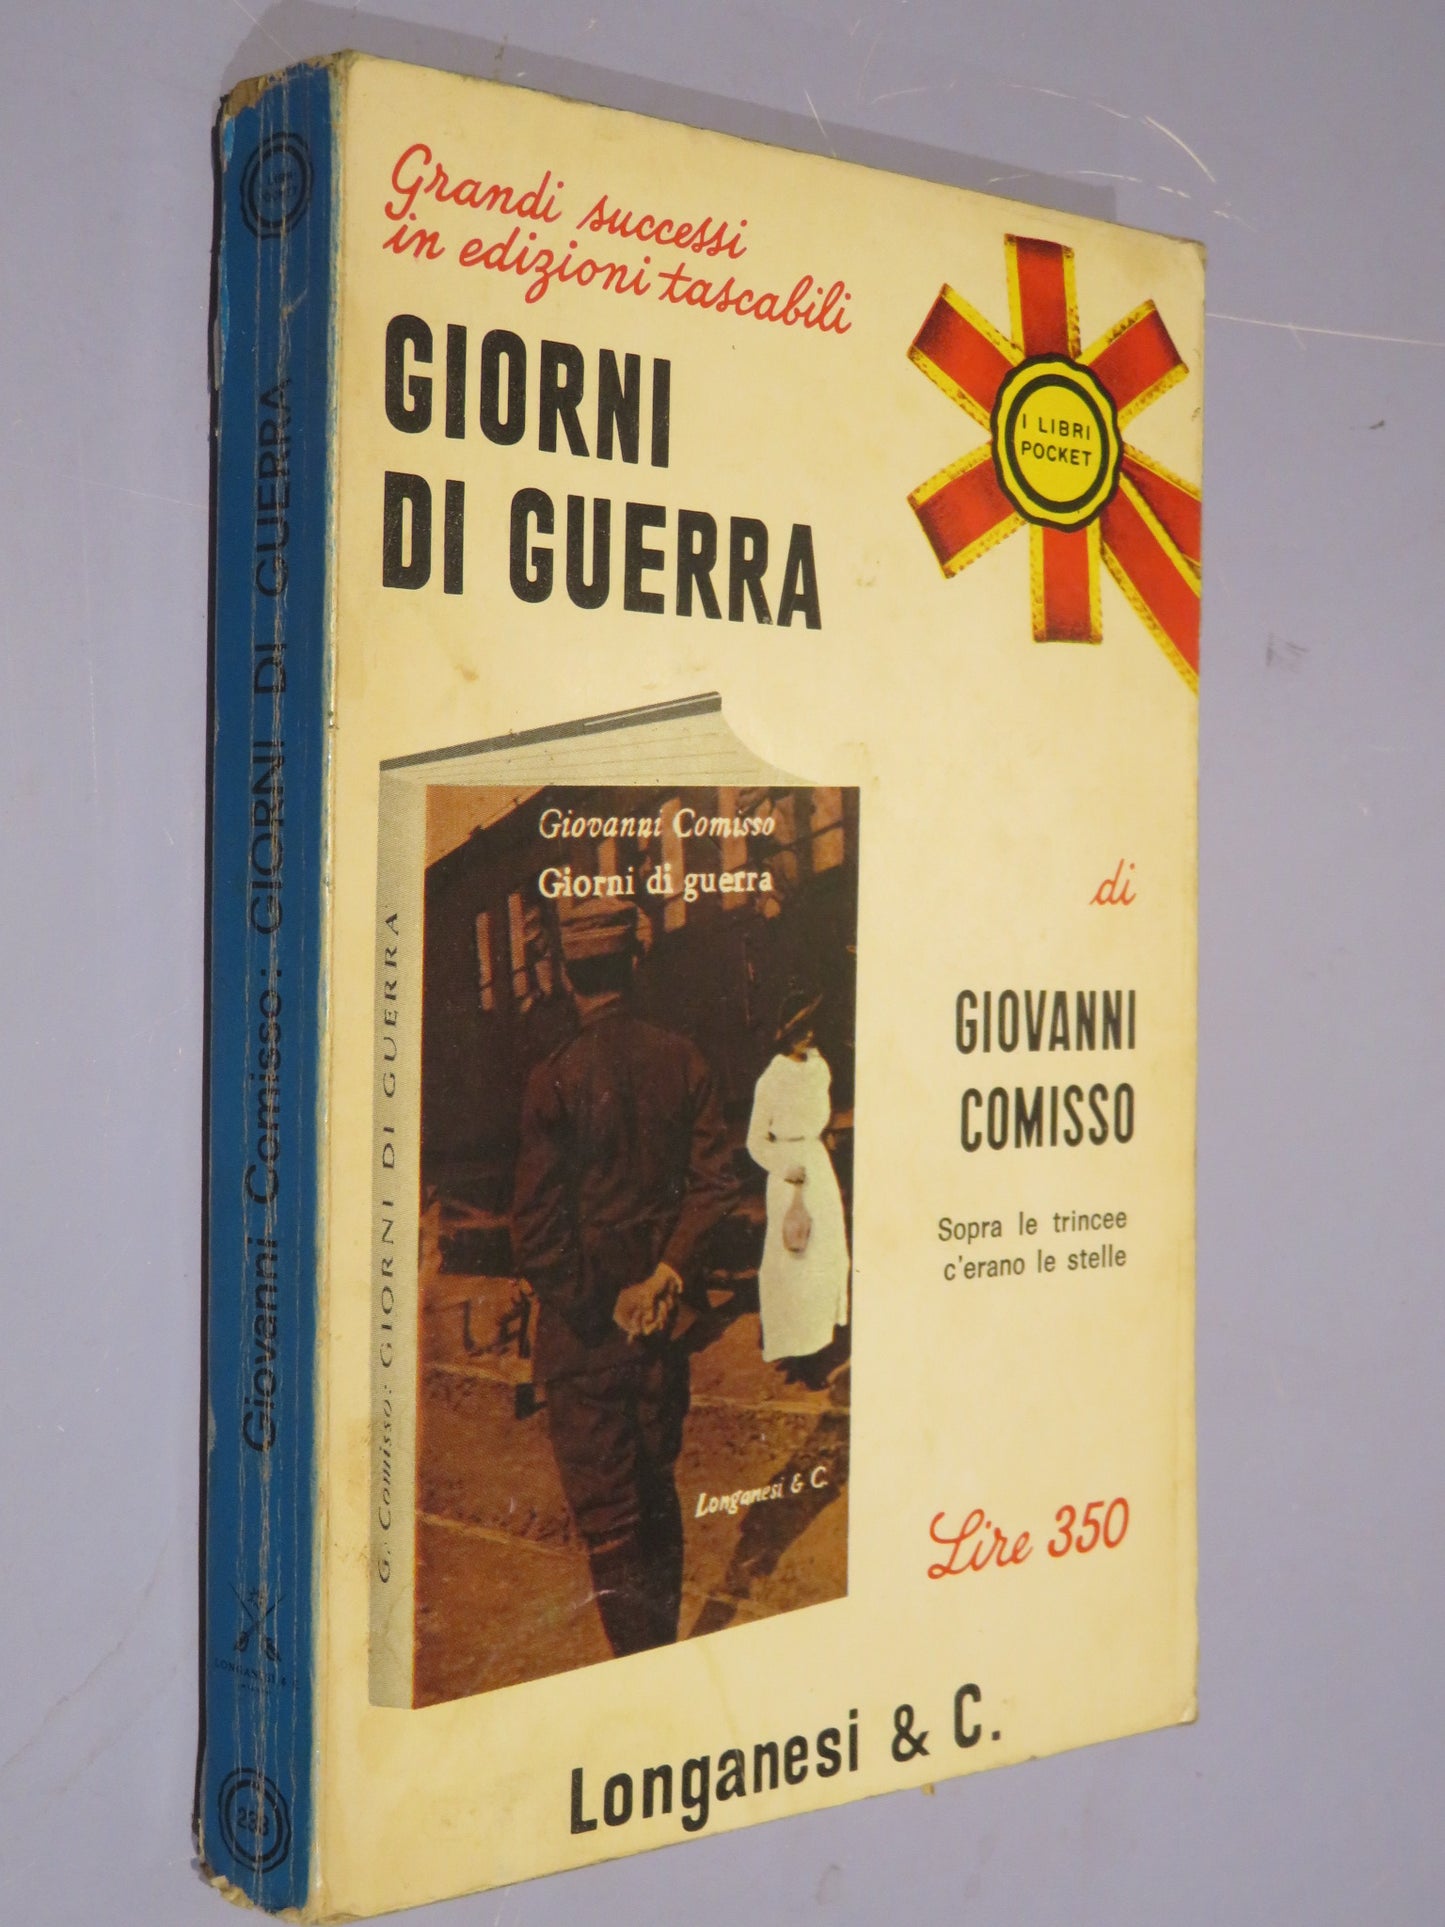 Grandi successi
in edizioni tascabili
GIORNI
DI GUERRA
I LIBRI
POCKET
Giovanni Comisso
Giorni di guerra
G. Comisso: GIORNI DI GUERRA
Longanesi & C.
di
GIOVANNI
COMISSO
Sopra le trincee
c'erano le stelle
Lire 350
Longanesi & C.
Giovanni Comisso: GIORNI DI GUERRA
LONGANESI & C.